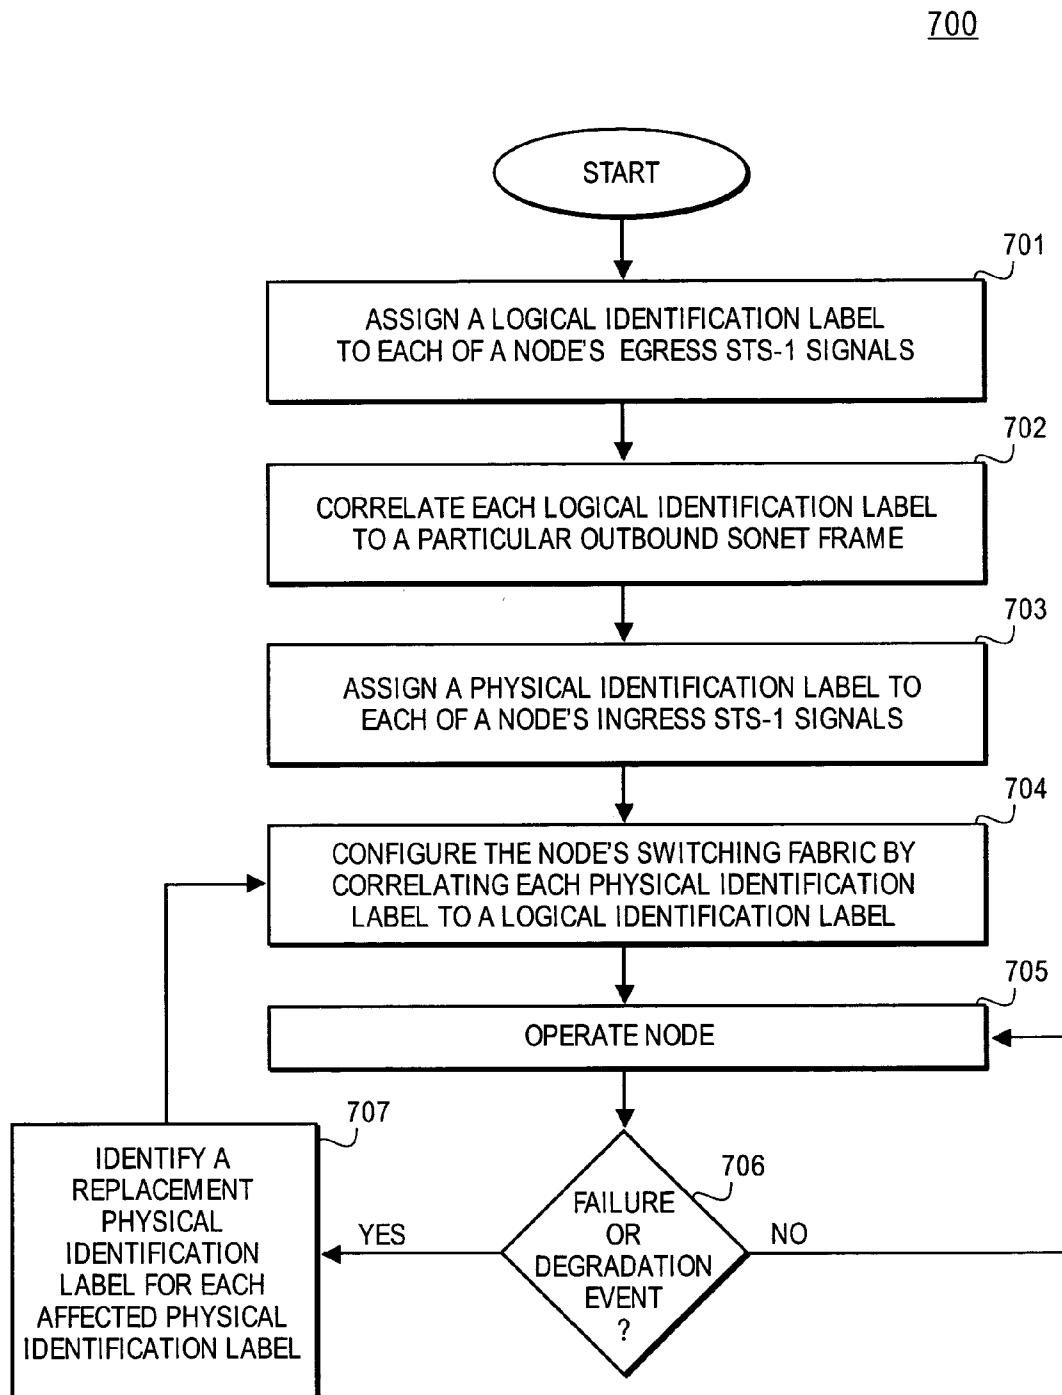 700
START
701
ASSIGN A LOGICAL IDENTIFICATION LABEL
TO EACH OF A NODE'S EGRESS STS-1 SIGNALS
702
CORRELATE EACH LOGICAL IDENTIFICATION LABEL
TO A PARTICULAR OUTBOUND SONET FRAME
703
ASSIGN A PHYSICAL IDENTIFICATION LABEL TO
EACH OF A NODE'S INGRESS STS-1 SIGNALS
704
CONFIGURE THE NODE'S SWITCHING FABRIC BY
CORRELATING EACH PHYSICAL IDENTIFICATION
LABEL TO A LOGICAL IDENTIFICATION LABEL
705
OPERATE NODE
706
FAILURE
OR
DEGRADATION
EVENT
?
YES
NO
707
IDENTIFY A
REPLACEMENT
PHYSICAL
IDENTIFICATION
LABEL FOR EACH
AFFECTED PHYSICAL
IDENTIFICATION LABEL